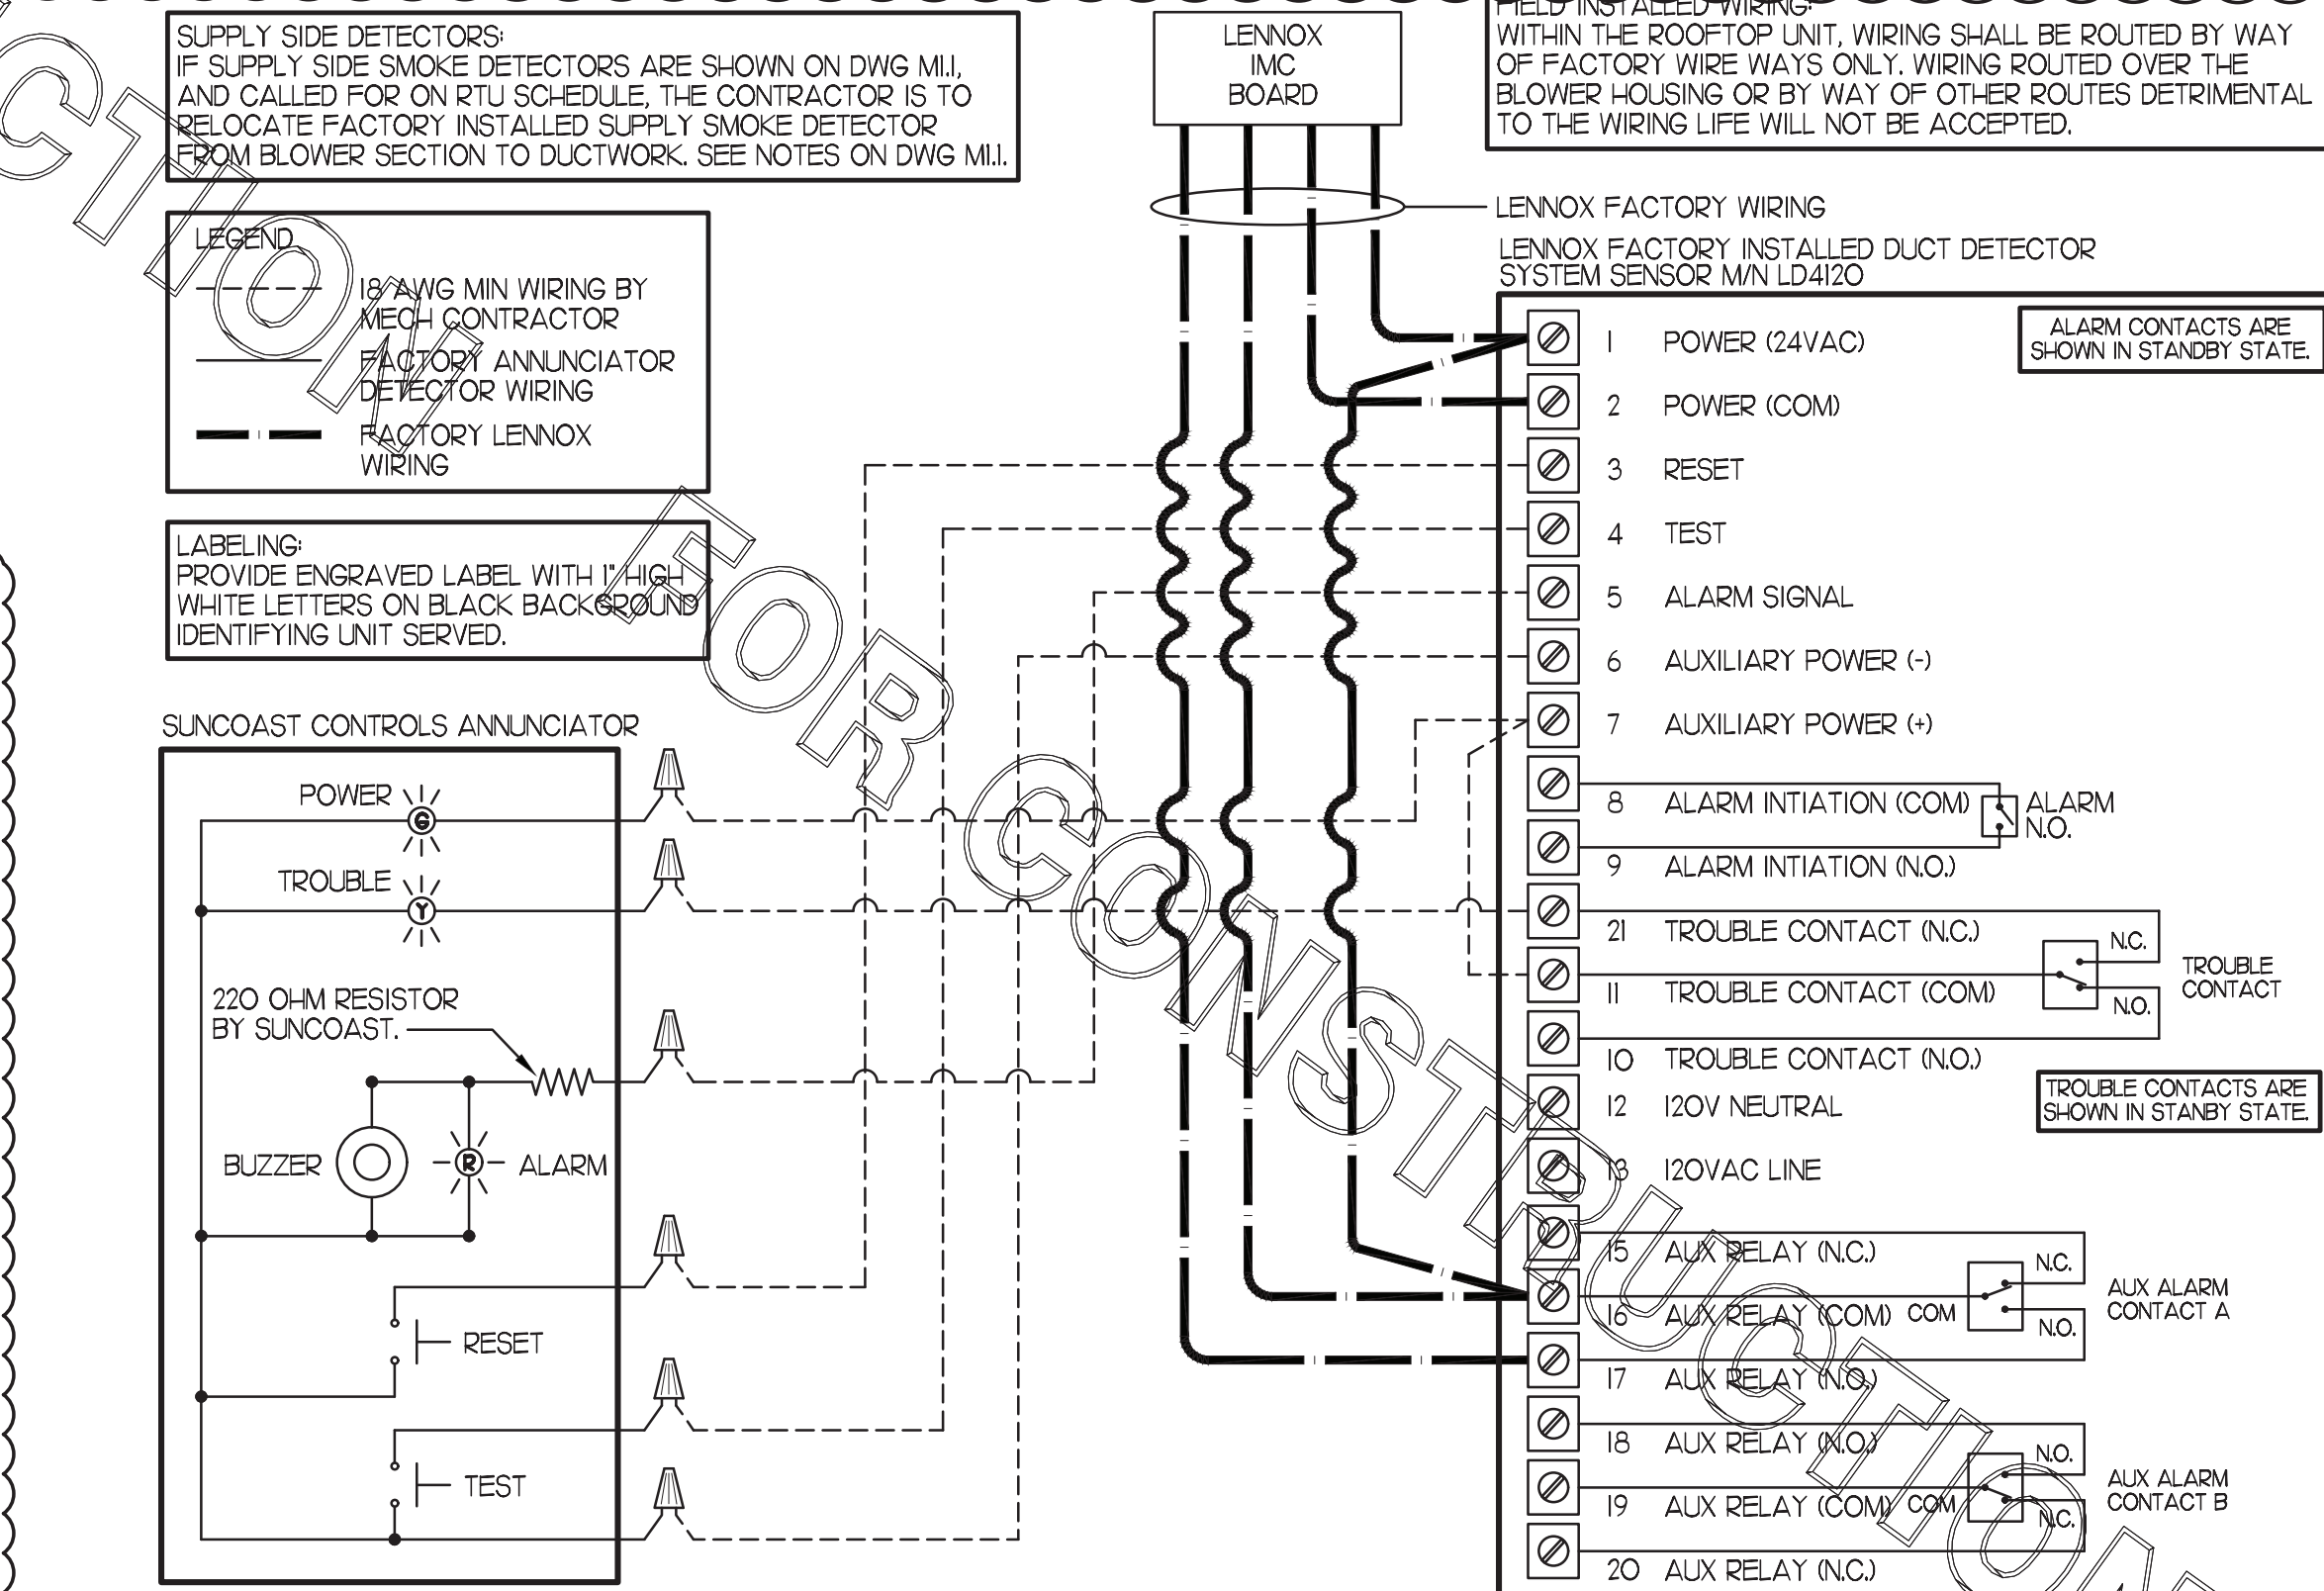 SUPPLY SIDE DETECTORS:
IF SUPPLY SIDE SMOKE DETECTORS ARE SHOWN ON DWG M1.1,
AND CALLED FOR ON RTU SCHEDULE, THE CONTRACTOR IS TO
RELOCATE FACTORY INSTALLED SUPPLY SMOKE DETECTOR
FROM BLOWER SECTION TO DUCTWORK. SEE NOTES ON DWG M1.1.
LENNOX
IMC
BOARD
FIELD INSTALLED WIRING:
WITHIN THE ROOFTOP UNIT, WIRING SHALL BE ROUTED BY WAY
OF FACTORY WIRE WAYS ONLY. WIRING ROUTED OVER THE
BLOWER HOUSING OR BY WAY OF OTHER ROUTES DETRIMENTAL
TO THE WIRING LIFE WILL NOT BE ACCEPTED.
LEGEND
18 AWG MIN WIRING BY
MECH CONTRACTOR
FACTORY ANNUNCIATOR
DETECTOR WIRING
FACTORY LENNOX
WIRING
LENNOX FACTORY WIRING
LENNOX FACTORY INSTALLED DUCT DETECTOR
SYSTEM SENSOR M/N LD4120
LABELING:
PROVIDE ENGRAVED LABEL WITH 1" HIGH
WHITE LETTERS ON BLACK BACKGROUND
IDENTIFYING UNIT SERVED.
SUNCOAST CONTROLS ANNUNCIATOR
POWER
G
TROUBLE
Y
220 OHM RESISTOR
BY SUNCOAST.
BUZZER
R
ALARM
RESET
TEST
1 POWER (24VAC)
ALARM CONTACTS ARE
SHOWN IN STANDBY STATE.
2 POWER (COM)
3 RESET
4 TEST
5 ALARM SIGNAL
6 AUXILIARY POWER (-)
7 AUXILIARY POWER (+)
8 ALARM INTIATION (COM)
ALARM
N.O.
9 ALARM INTIATION (N.O.)
21 TROUBLE CONTACT (N.C.)
N.C.
11 TROUBLE CONTACT (COM)
N.O.
TROUBLE
CONTACT
10 TROUBLE CONTACT (N.O.)
12 120V NEUTRAL
TROUBLE CONTACTS ARE
SHOWN IN STANBY STATE.
13 120VAC LINE
15 AUX RELAY (N.C.)
N.C.
16 AUX RELAY (COM) COM
N.O.
AUX ALARM
CONTACT A
17 AUX RELAY (N.O.)
18 AUX RELAY (N.O.)
N.O.
19 AUX RELAY (COM) COM
N.C.
AUX ALARM
CONTACT B
20 AUX RELAY (N.C.)
CTION FOR CONSTRUCTION